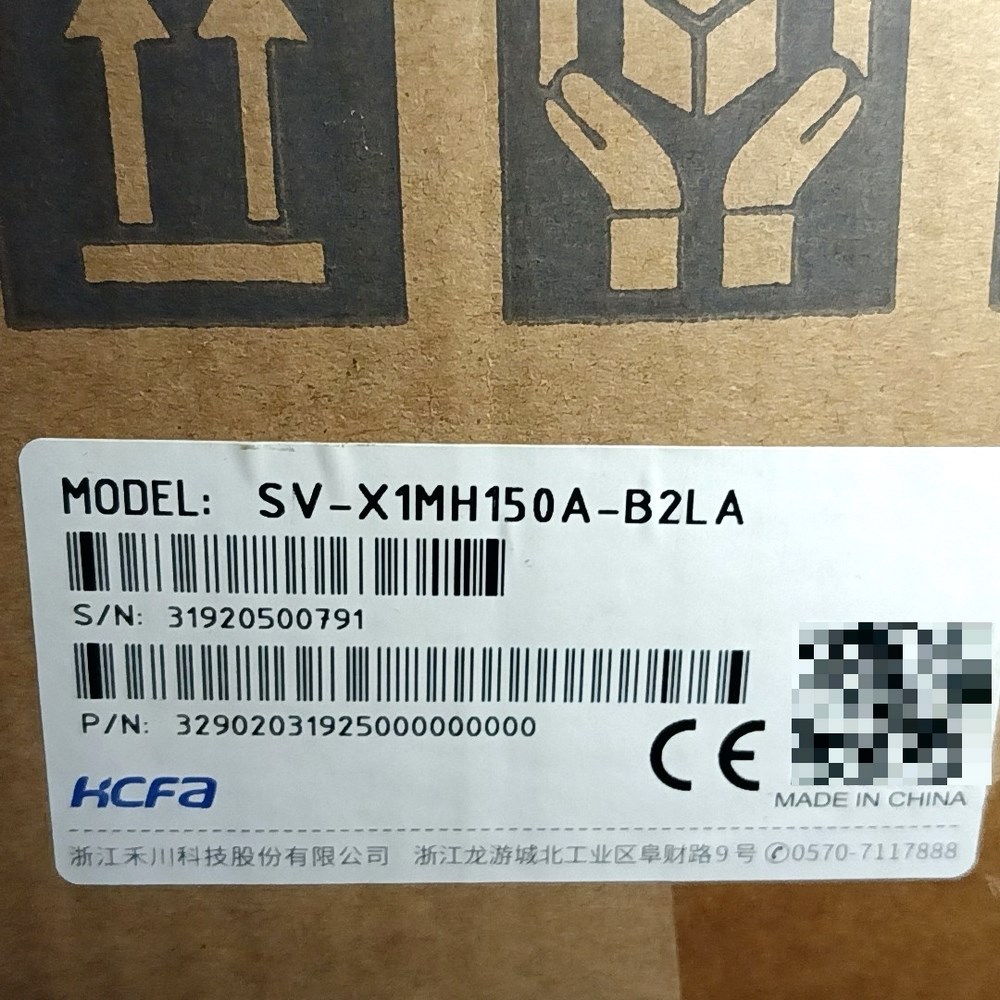 MODEL: SV-X1MH150A-B2LA
S/N: 31920500791
P/N: 32902031925000000000
CE
HCFA
MADE IN CHINA
浙江禾川科技股份有限公司 浙江龙游城北工业区阜财路9号 ✆0570-7117888